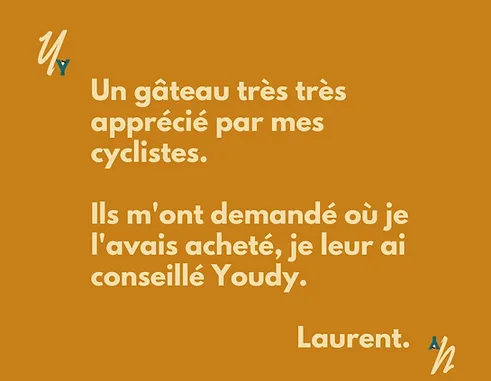 Un gâteau très très
apprécié par mes
cyclistes.
Ils m'ont demandé où je
l'avais acheté, je leur ai
conseillé Youdy.
Laurent.